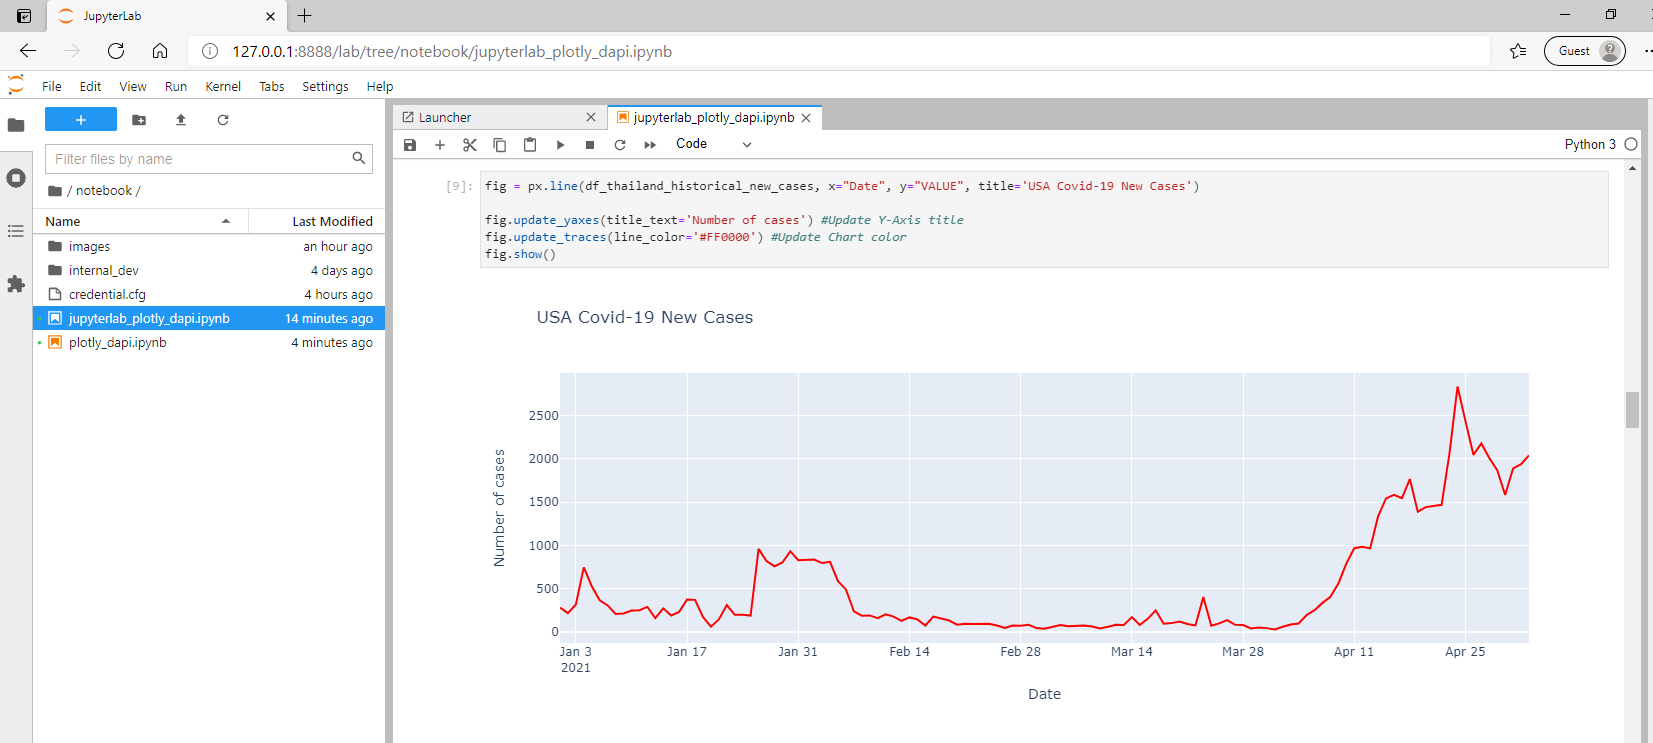 JupyterLab
127.0.0.1:8888/lab/tree/notebook/jupyterlab_plotly_dapi.ipynb
Guest
File Edit View Run Kernel Tabs Settings Help
Launcher
jupyterlab_plotly_dapi.ipynb
Filter files by name
/ notebook /
Name Last Modified
images an hour ago
internal_dev 4 days ago
credential.cfg 4 hours ago
jupyterlab_plotly_dapi.ipynb 14 minutes ago
plotly_dapi.ipynb 4 minutes ago
Code
Python 3
[9]: fig = px.line(df_thailand_historical_new_cases, x="Date", y="VALUE", title='USA Covid-19 New Cases')
fig.update_yaxes(title_text='Number of cases') #Update Y-Axis title
fig.update_traces(line_color='#FF0000') #Update Chart color
fig.show()
USA Covid-19 New Cases
Number of cases
2500
2000
1500
1000
500
0
Jan 3 Jan 17 Jan 31 Feb 14 Feb 28 Mar 14 Mar 28 Apr 11 Apr 25
2021
Date